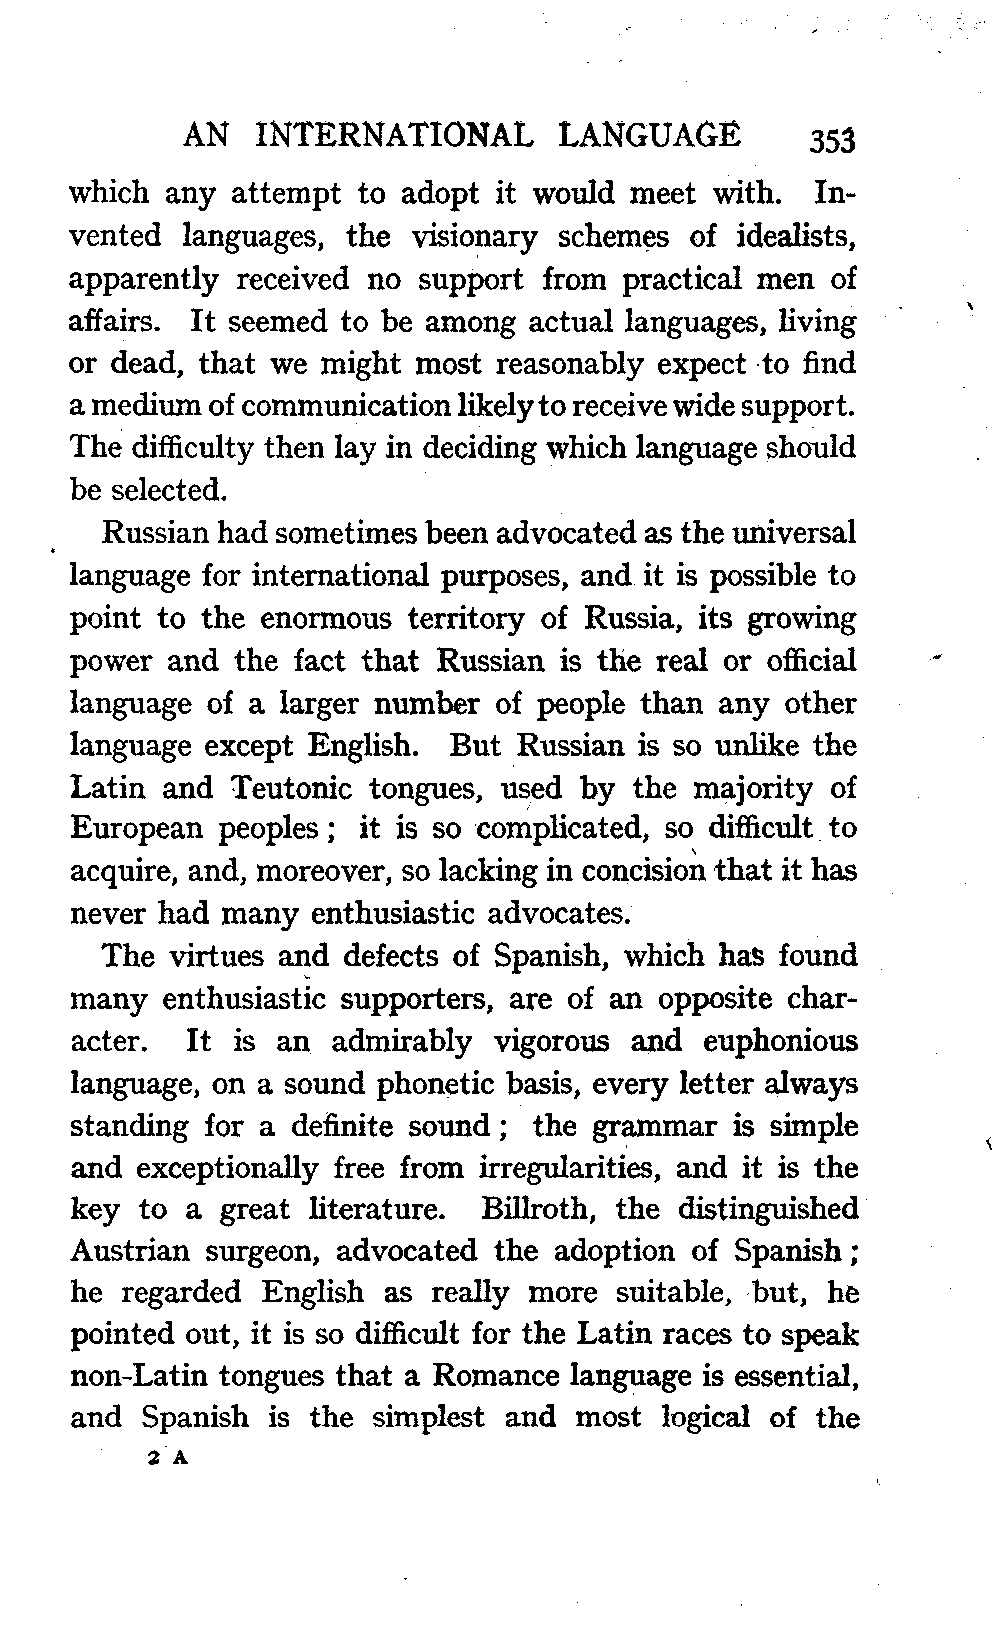 AN INTERNATIONAL LANGUAGE 353
which any attempt to adopt it would meet with. In-
vented languages, the visionary schemes of idealists,
apparently received no support from practical men of
affairs. It seemed to be among actual languages, living
or dead, that we might most reasonably expect to find
a medium of communication likely to receive wide support.
The difficulty then lay in deciding which language should
be selected.
Russian had sometimes been advocated as the universal
language for international purposes, and it is possible to
point to the enormous territory of Russia, its growing
power and the fact that Russian is the real or official
language of a larger number of people than any other
language except English. But Russian is so unlike the
Latin and Teutonic tongues, used by the majority of
European peoples ; it is so complicated, so difficult to
acquire, and, moreover, so lacking in concision that it has
never had many enthusiastic advocates.
The virtues and defects of Spanish, which has found
many enthusiastic supporters, are of an opposite char-
acter. It is an admirably vigorous and euphonious
language, on a sound phonetic basis, every letter always
standing for a definite sound ; the grammar is simple
and exceptionally free from irregularities, and it is the
key to a great literature. Billroth, the distinguished
Austrian surgeon, advocated the adoption of Spanish ;
he regarded English as really more suitable, but, he
pointed out, it is so difficult for the Latin races to speak
non-Latin tongues that a Romance language is essential,
and Spanish is the simplest and most logical of the
2 A